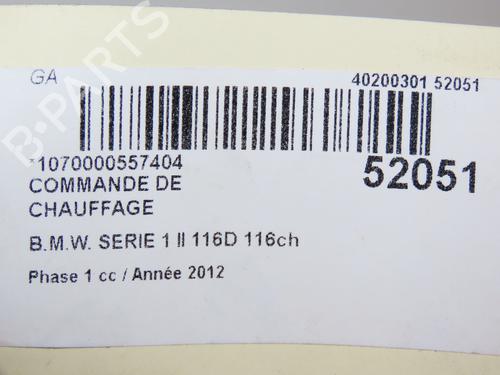 GA
40200301 52051
*1070000557404
52051
COMMANDE DE
CHAUFFAGE
B.M.W. SERIE 1 II 116D 116ch
Phase 1 cc / Année 2012
B-PARTS